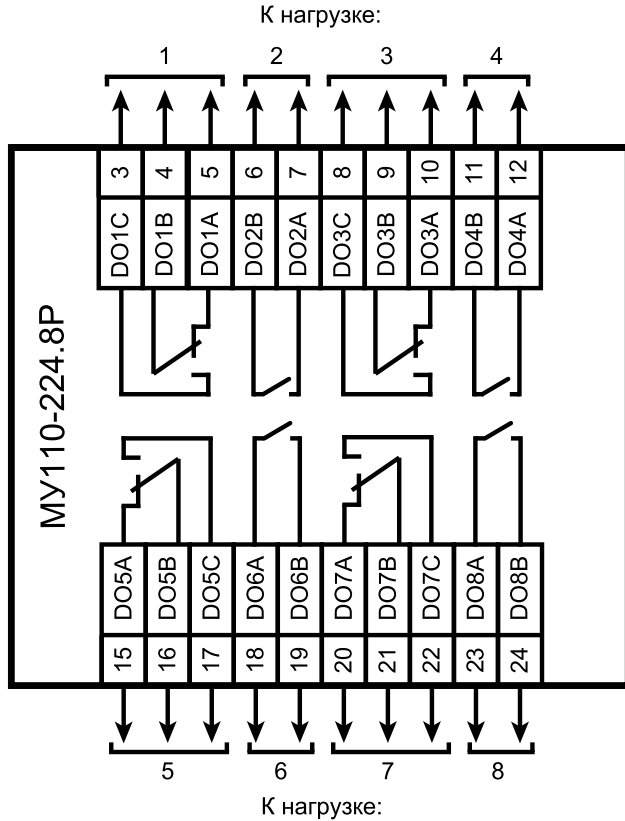 К нагрузке:
1 2 3 4
3 4 5 6 7 8 9 10 11 12
DO1C DO1B DO1A DO2B DO2A DO3C DO3B DO3A DO4B DO4A
МУ110-224.8Р
DO5A DO5B DO5C DO6A DO6B DO7A DO7B DO7C DO8A DO8B
15 16 17 18 19 20 21 22 23 24
5 6 7 8
К нагрузке: